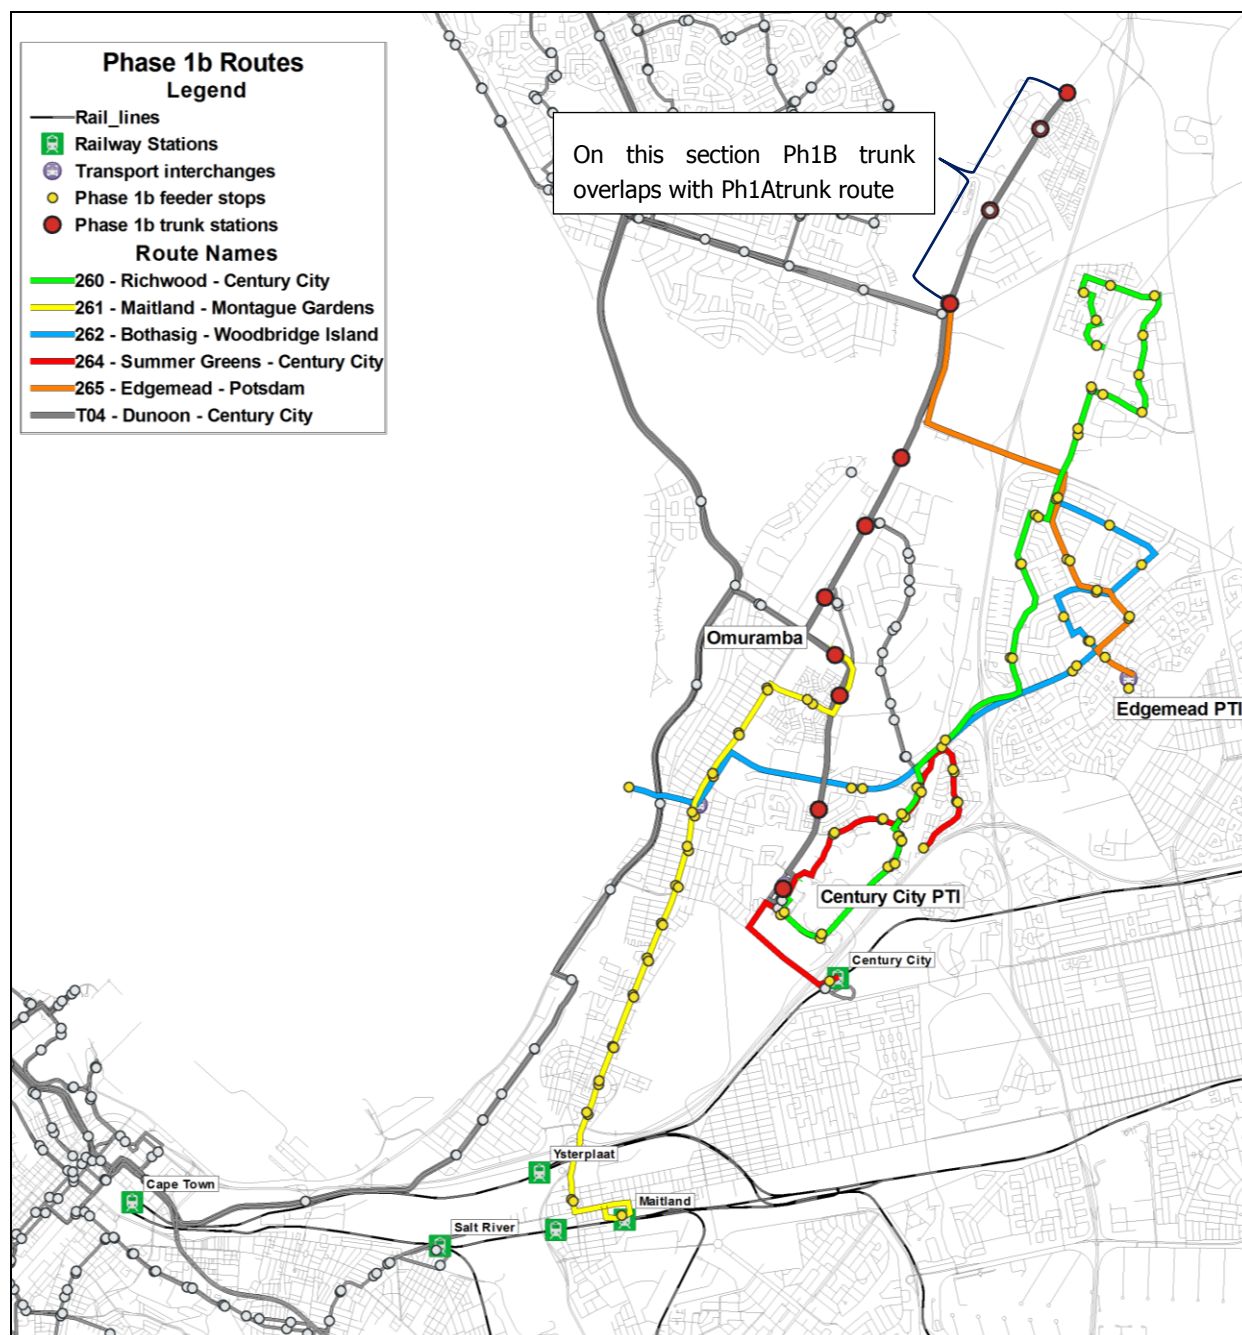 Phase 1b Routes
Legend
Rail_lines
Railway Stations
Transport interchanges
Phase 1b feeder stops
Phase 1b trunk stations
Route Names
260 - Richwood - Century City
261 - Maitland - Montague Gardens
262 - Bothasig - Woodbridge Island
264 - Summer Greens - Century City
265 - Edgemead - Potsdam
T04 - Dunoon - Century City
On this section Ph1B trunk
overlaps with Ph1Atrunk route
Omuramba
Edgemead PTI
Century City PTI
Century City
Ysterplaat
Cape Town
Maitland
Salt River